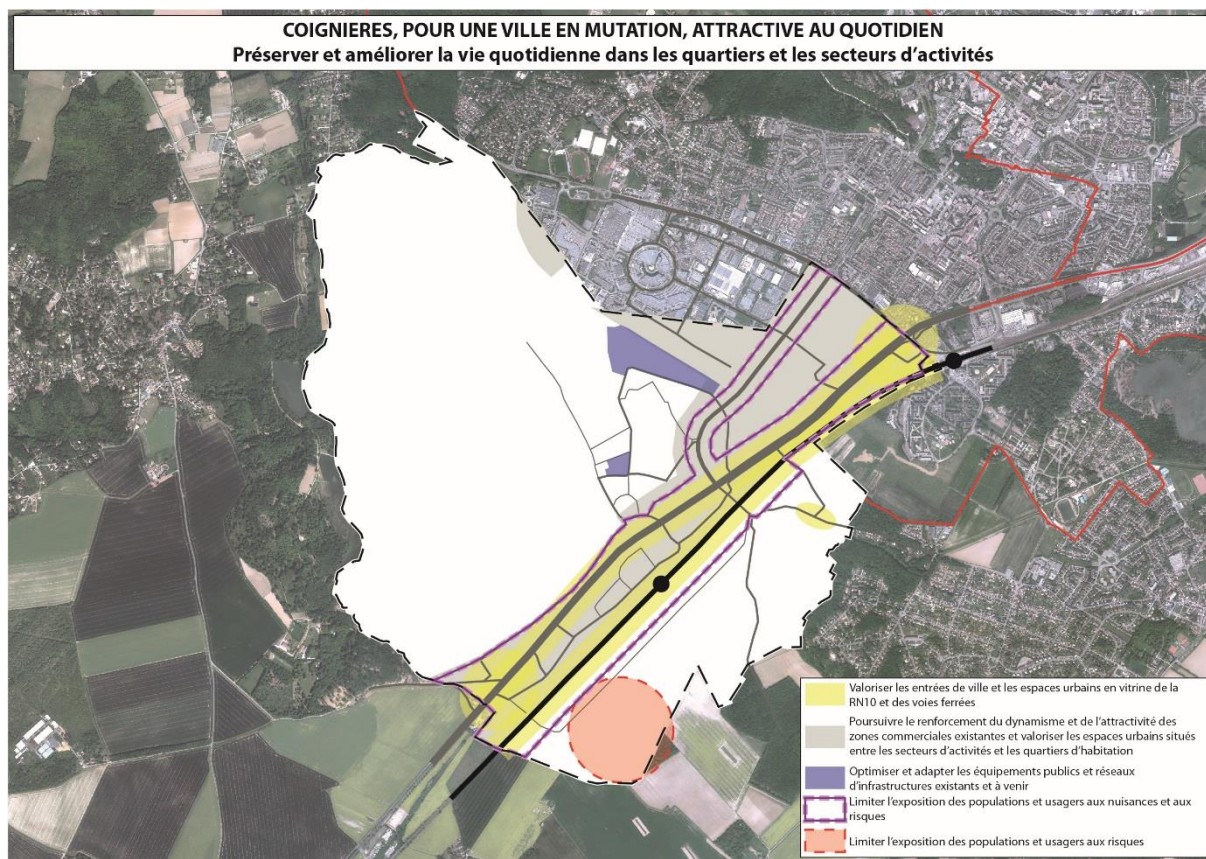 COIGNIERES, POUR UNE VILLE EN MUTATION, ATTRACTIVE AU QUOTIDIEN
Préserver et améliorer la vie quotidienne dans les quartiers et les secteurs d'activités
Valoriser les entrées de ville et les espaces urbains en vitrine de la
RN10 et des voies ferrées
Poursuivre le renforcement du dynamisme et de l'attractivité des
zones commerciales existantes et valoriser les espaces urbains situés
entre les secteurs d'activités et les quartiers d'habitation
Optimiser et adapter les équipements publics et réseaux
d'infrastructures existants et à venir
Limiter l'exposition des populations et usagers aux nuisances et aux
risques
Limiter l'exposition des populations et usagers aux risques